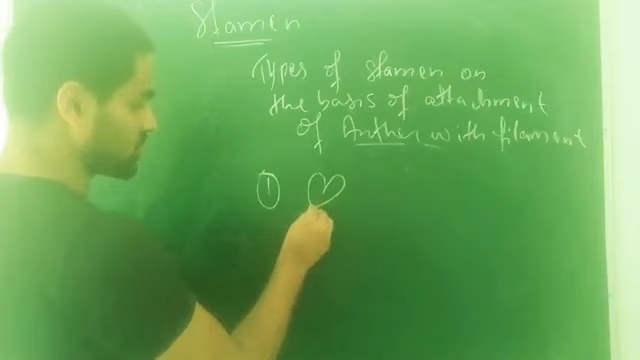 Stamen
Types of stamen on
the basis of attachment
of Anther with filament
①